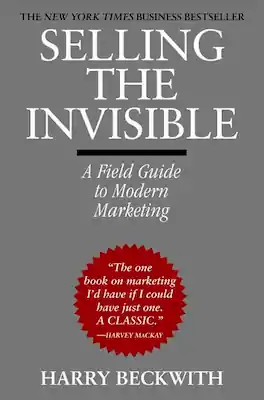 THE NEW YORK TIMES BUSINESS BESTSELLER
SELLING
THE
INVISIBLE
A Field Guide
to Modern
Marketing
"The one
book on marketing
I'd have if I could
have just one.
A CLASSIC."
—HARVEY MACKAY
HARRY BECKWITH